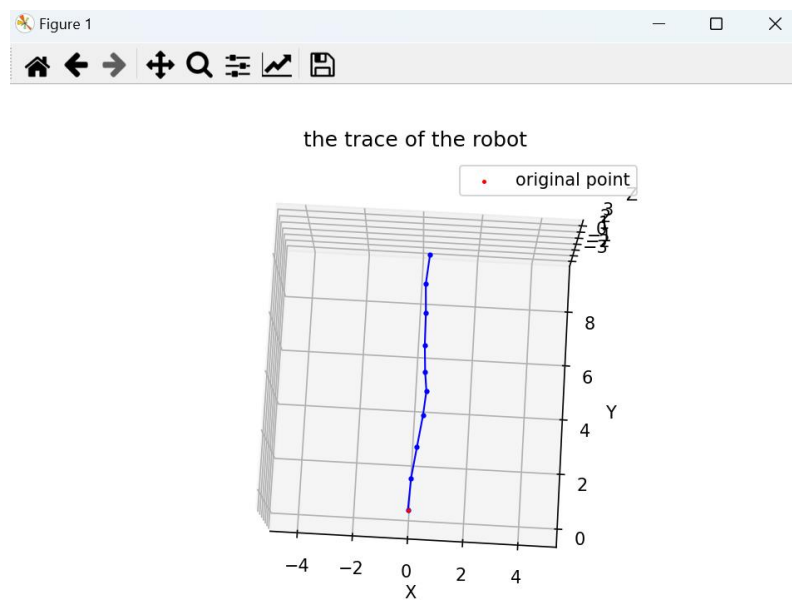 Figure 1
the trace of the robot
original point
Z
3
8
6
Y
4
2
0
−4 −2 0 2 4
X